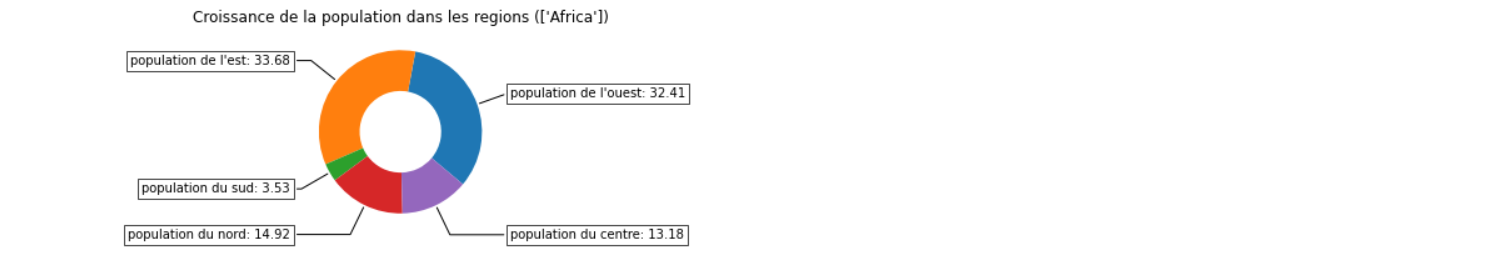 Croissance de la population dans les regions (['Africa'])
population de l'est: 33.68
population de l'ouest: 32.41
population du sud: 3.53
population du nord: 14.92
population du centre: 13.18